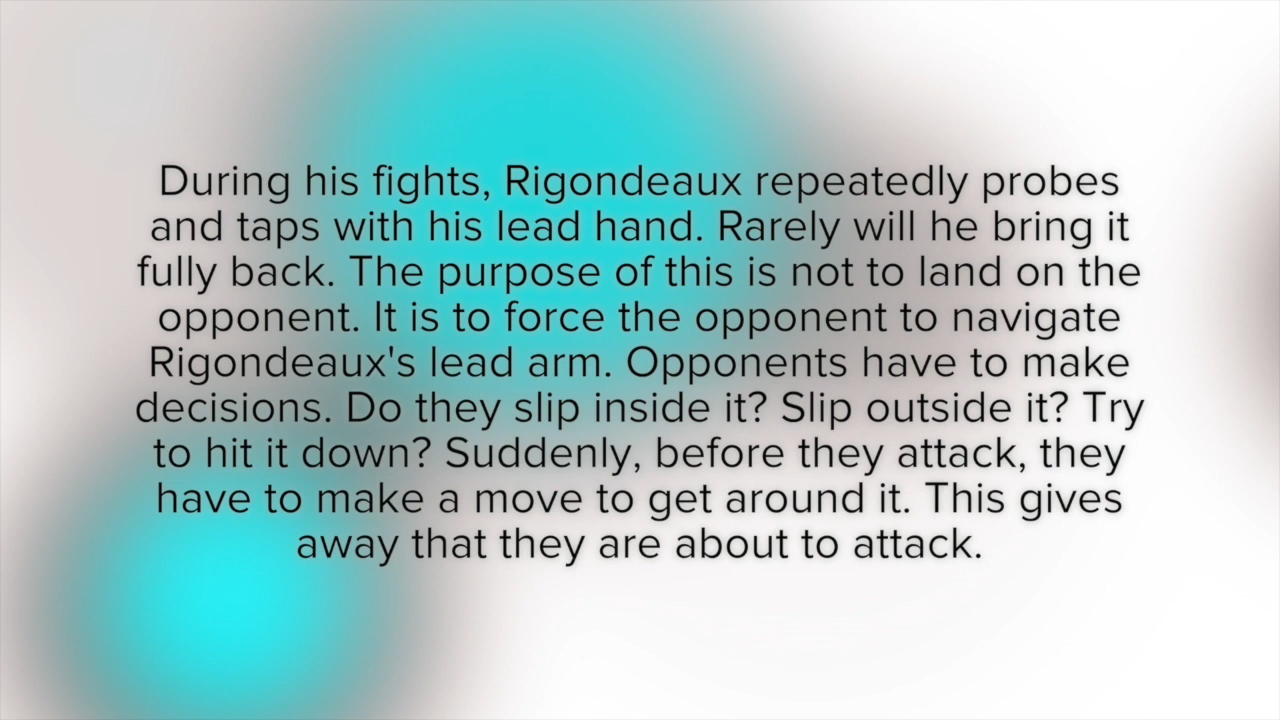 During his fights, Rigondeaux repeatedly probes
and taps with his lead hand. Rarely will he bring it
fully back. The purpose of this is not to land on the
opponent. It is to force the opponent to navigate
Rigondeaux's lead arm. Opponents have to make
decisions. Do they slip inside it? Slip outside it? Try
to hit it down? Suddenly, before they attack, they
have to make a move to get around it. This gives
away that they are about to attack.